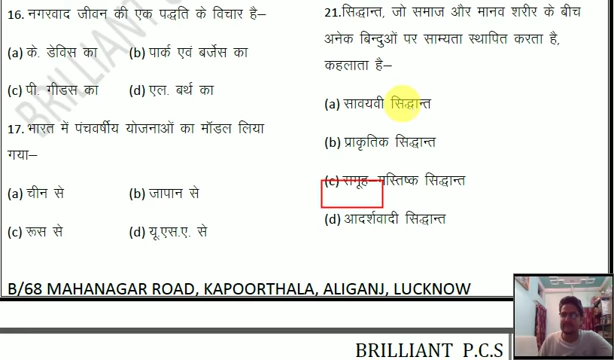 16. नगरवाद जीवन की एक पद्धति के विचार है–
(a) के. डेविस का (b) पार्क एवं बर्जेस का
(c) पी. गीडस का (d) एल. बर्थ का
17. भारत में पंचवर्षीय योजनाओं का मॉडल लिया
गया–
(a) चीन से (b) जापान से
(c) रूस से (d) यू.एस.ए. से
21.सिद्धान्त, जो समाज और मानव शरीर के बीच
अनेक बिन्दुओं पर साम्यता स्थापित करता है,
कहलाता है–
(a) सावयवी सिद्धान्त
(b) प्राकृतिक सिद्धान्त
(c) समूह–मस्तिष्क सिद्धान्त
(d) आदर्शवादी सिद्धान्त
B/68 MAHANAGAR ROAD, KAPOORTHALA, ALIGANJ, LUCKNOW
BRILLIANT P.C.S
BRILLIANT